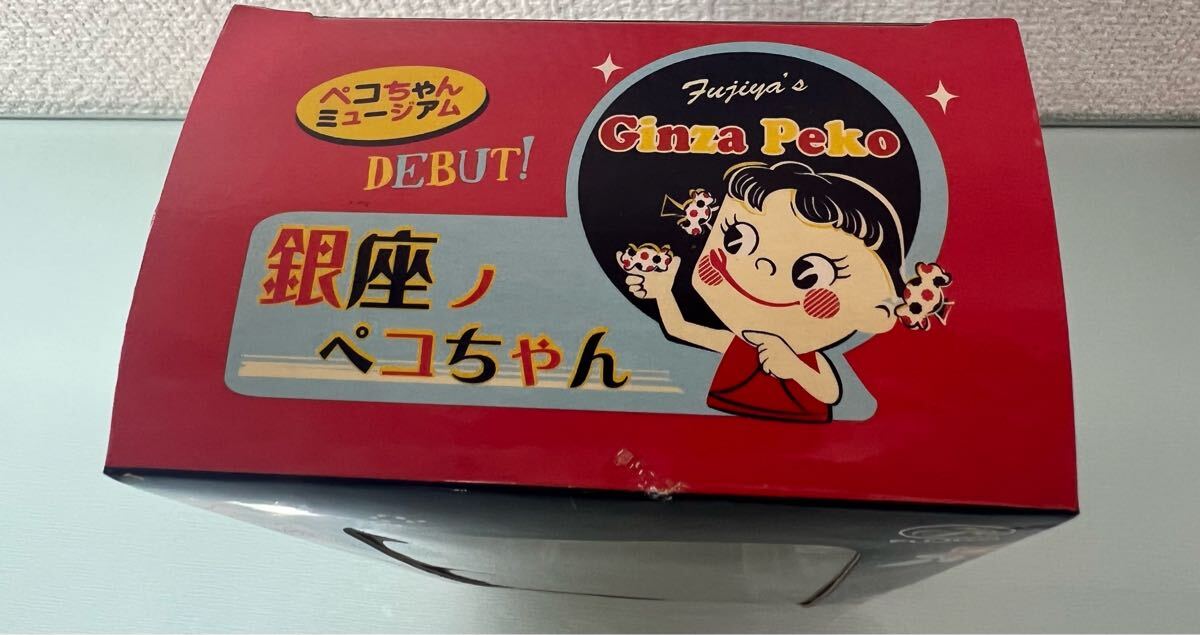 ペコちゃん
ミュージアム
DEBUT!
Fujiya's
Ginza Peko
銀座ノ
ペコちゃん